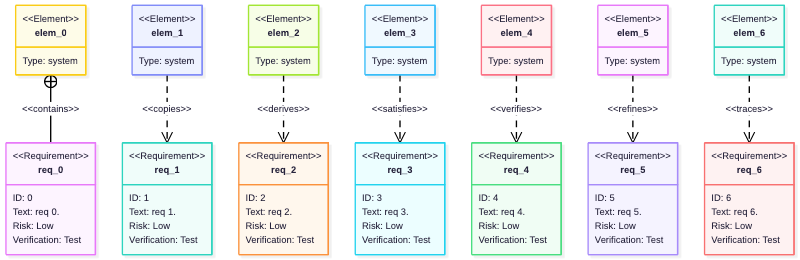 <<Element>>
elem_0
Type: system
<<Element>>
elem_1
Type: system
<<Element>>
elem_2
Type: system
<<Element>>
elem_3
Type: system
<<Element>>
elem_4
Type: system
<<Element>>
elem_5
Type: system
<<Element>>
elem_6
Type: system
<<contains>>
<<copies>>
<<derives>>
<<satisfies>>
<<verifies>>
<<refines>>
<<traces>>
<<Requirement>>
req_0
ID: 0
Text: req 0.
Risk: Low
Verification: Test
<<Requirement>>
req_1
ID: 1
Text: req 1.
Risk: Low
Verification: Test
<<Requirement>>
req_2
ID: 2
Text: req 2.
Risk: Low
Verification: Test
<<Requirement>>
req_3
ID: 3
Text: req 3.
Risk: Low
Verification: Test
<<Requirement>>
req_4
ID: 4
Text: req 4.
Risk: Low
Verification: Test
<<Requirement>>
req_5
ID: 5
Text: req 5.
Risk: Low
Verification: Test
<<Requirement>>
req_6
ID: 6
Text: req 6.
Risk: Low
Verification: Test